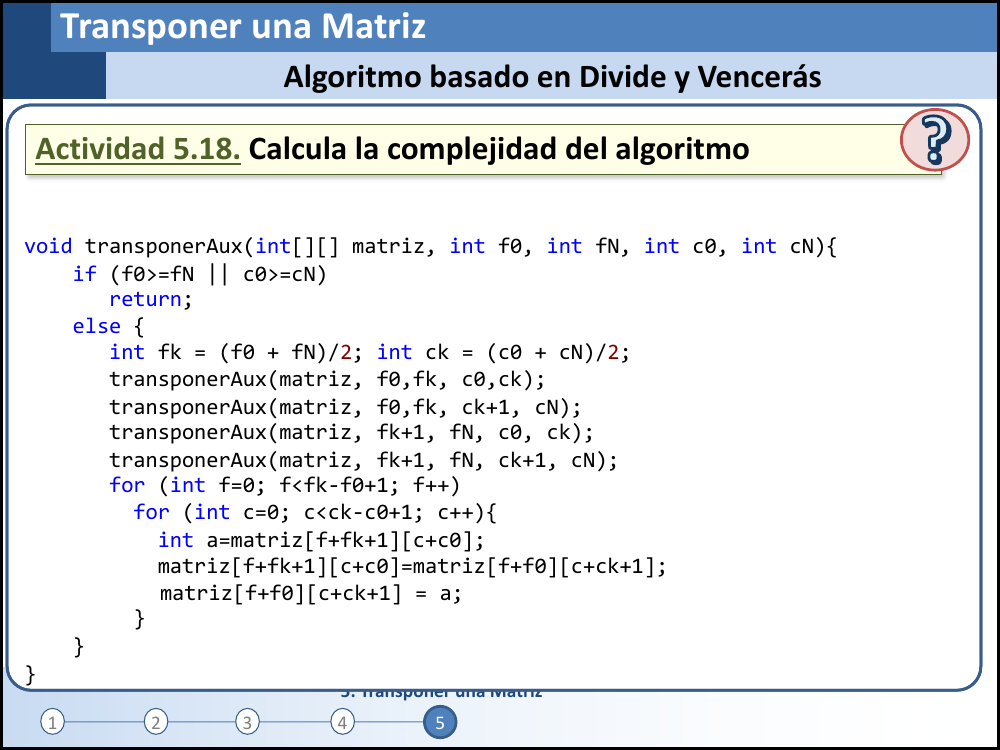 Transponer una Matriz
Algoritmo basado en Divide y Vencerás
Actividad 5.18. Calcula la complejidad del algoritmo
?
void transponerAux(int[][] matriz, int f0, int fN, int c0, int cN){
    if (f0>=fN || c0>=cN)
       return;
    else {
       int fk = (f0 + fN)/2; int ck = (c0 + cN)/2;
       transponerAux(matriz, f0,fk, c0,ck);
       transponerAux(matriz, f0,fk, ck+1, cN);
       transponerAux(matriz, fk+1, fN, c0, ck);
       transponerAux(matriz, fk+1, fN, ck+1, cN);
       for (int f=0; f<fk-f0+1; f++)
         for (int c=0; c<ck-c0+1; c++){
           int a=matriz[f+fk+1][c+c0];
           matriz[f+fk+1][c+c0]=matriz[f+f0][c+ck+1];
           matriz[f+f0][c+ck+1] = a;
         }
    }
}
5. Transponer una Matriz
1 2 3 4 5